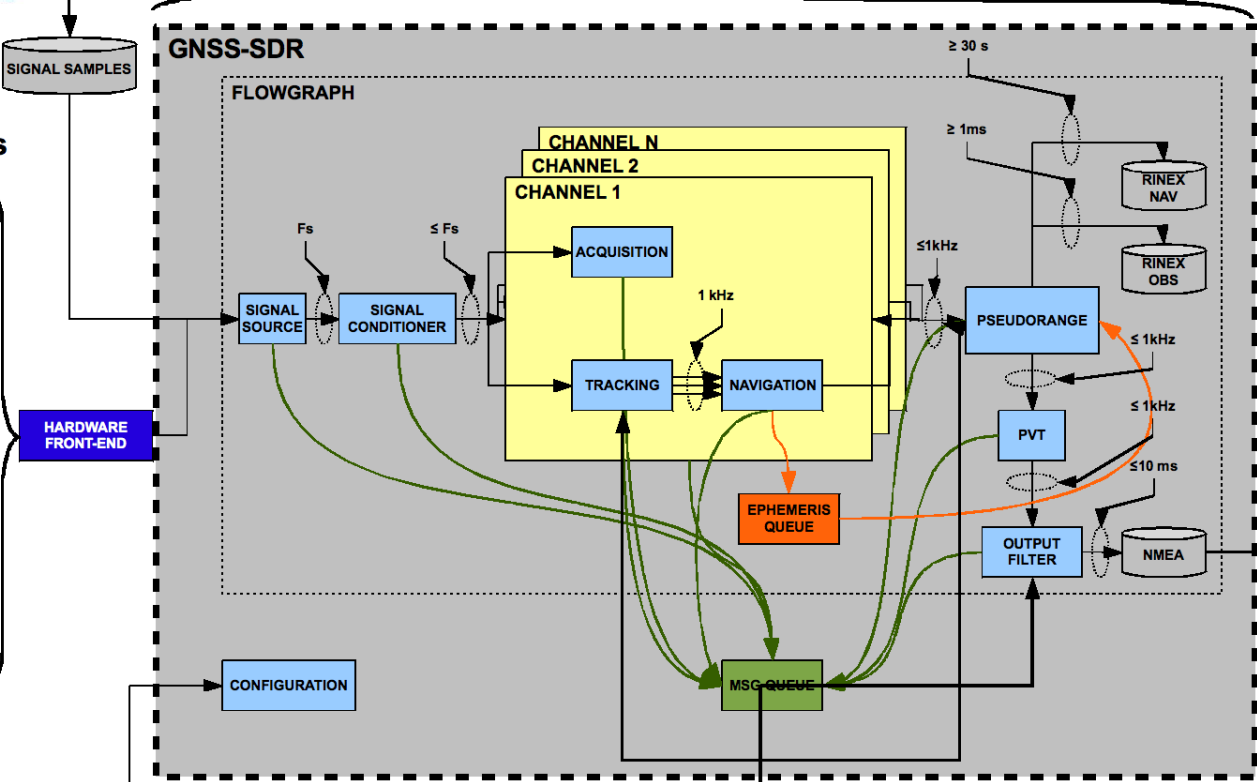 GNSS-SDR
SIGNAL SAMPLES
FLOWGRAPH
≥ 30 s
≥ 1ms
s
CHANNEL N
CHANNEL 2
CHANNEL 1
RINEX
NAV
RINEX
OBS
Fs
≤ Fs
ACQUISITION
≤1kHz
1 kHz
SIGNAL
SOURCE
SIGNAL
CONDITIONER
PSEUDORANGE
≤ 1kHz
TRACKING
NAVIGATION
≤ 1kHz
HARDWARE
FRONT-END
PVT
≤10 ms
EPHEMERIS
QUEUE
OUTPUT
FILTER
NMEA
CONFIGURATION
MSG QUEUE